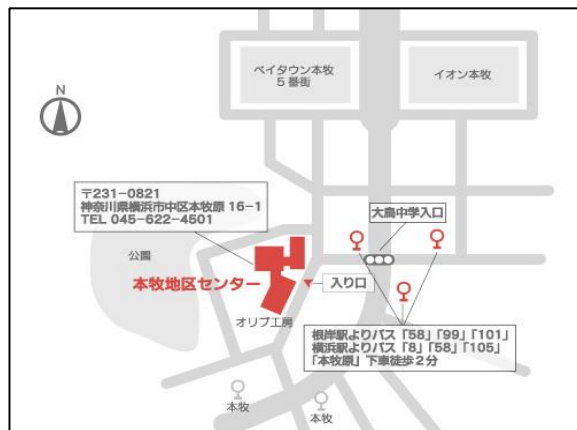 ベイタウン本牧
5番街
イオン本牧
N
〒231-0821
神奈川県横浜市中区本牧原 16-1
TEL 045-622-4501
大鳥中学入口
公園
本牧地区センター
入り口
オリブ工房
根岸駅よりバス「58」「99」「101」
横浜駅よりバス「8」「58」「105」
「本牧原」下車徒歩2分
本牧
本牧